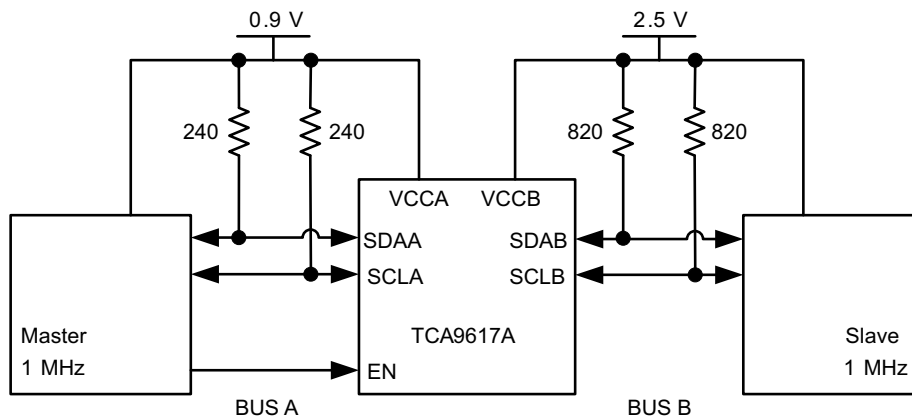 0.9 V
2.5 V
240
240
820
820
VCCA
VCCB
SDAA
SDAB
SCLA
SCLB
TCA9617A
EN
Master
1 MHz
Slave
1 MHz
BUS A
BUS B